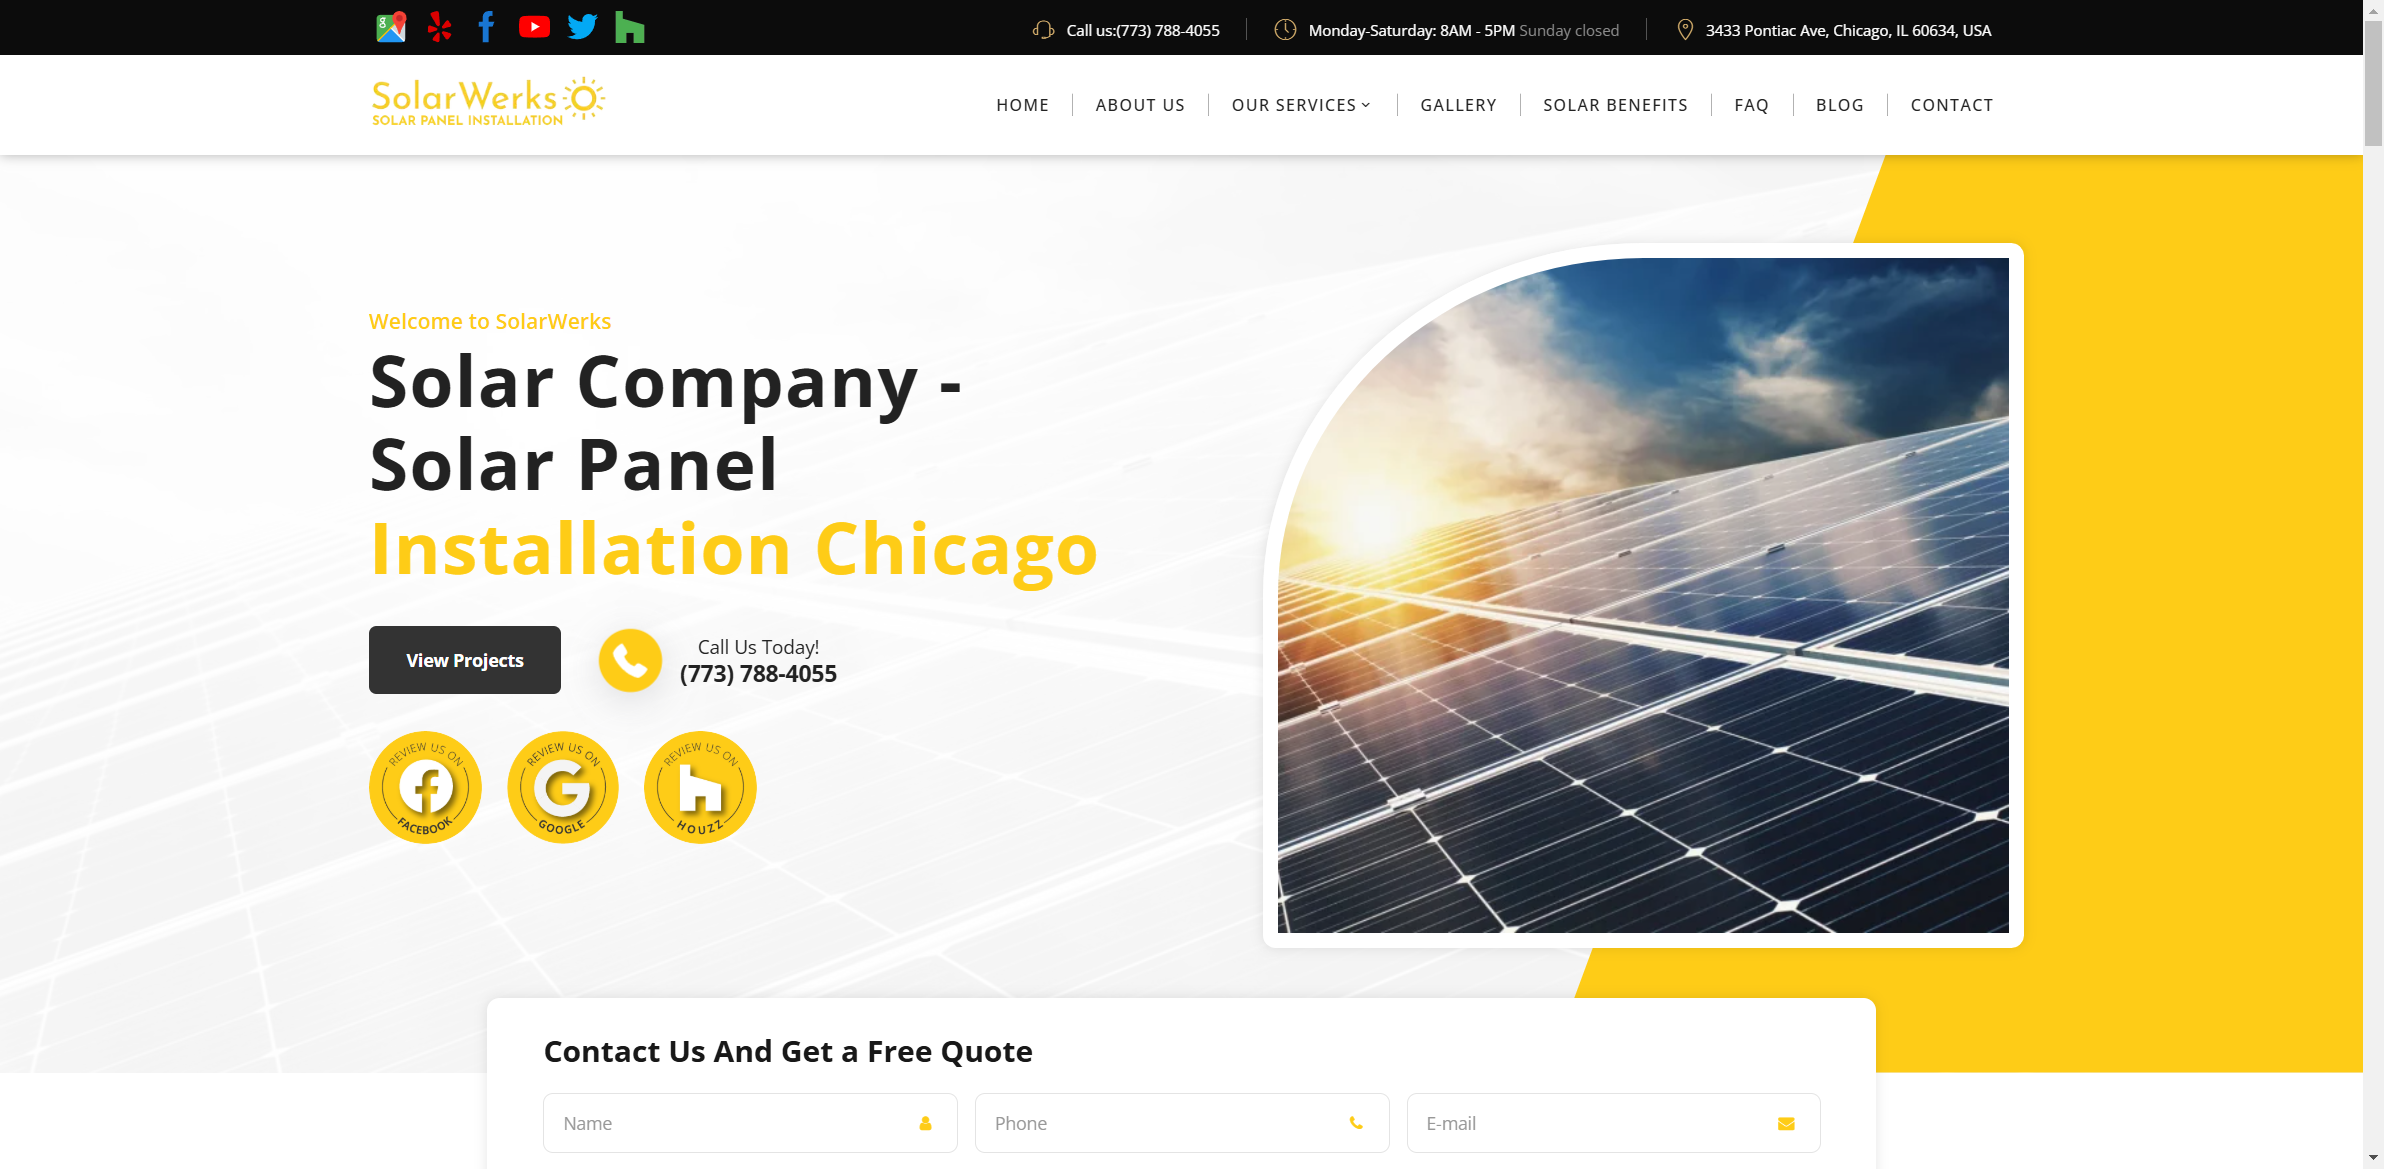 Call us:(773) 788-4055
Monday-Saturday: 8AM - 5PM Sunday closed
3433 Pontiac Ave, Chicago, IL 60634, USA
SolarWerks
SOLAR PANEL INSTALLATION
HOME
ABOUT US
OUR SERVICES
GALLERY
SOLAR BENEFITS
FAQ
BLOG
CONTACT
Welcome to SolarWerks
Solar Company -
Solar Panel
Installation Chicago
View Projects
Call Us Today!
(773) 788-4055
REVIEW US ON
FACEBOOK
REVIEW US ON
GOOGLE
REVIEW US ON
HOUZZ
Contact Us And Get a Free Quote
Name
Phone
E-mail